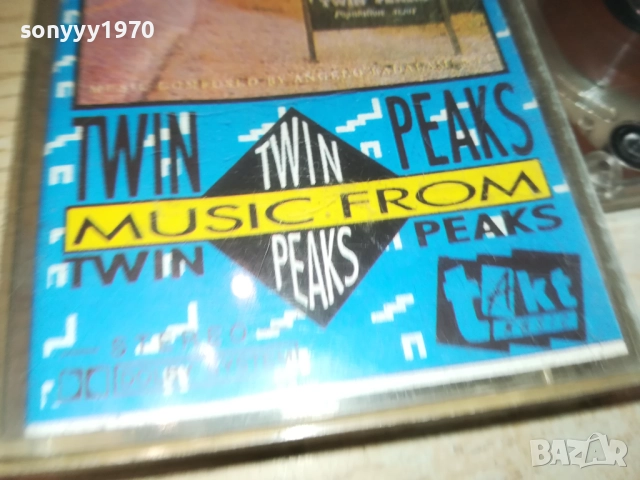 sonyyy1970
TWIN PEAKS
MUSIC COMPOSED BY ANGELO BADALAMENTI
TWIN PEAKS
TWIN
MUSIC FROM
TWIN PEAKS
PEAKS
takt
STEREO
BAZAR